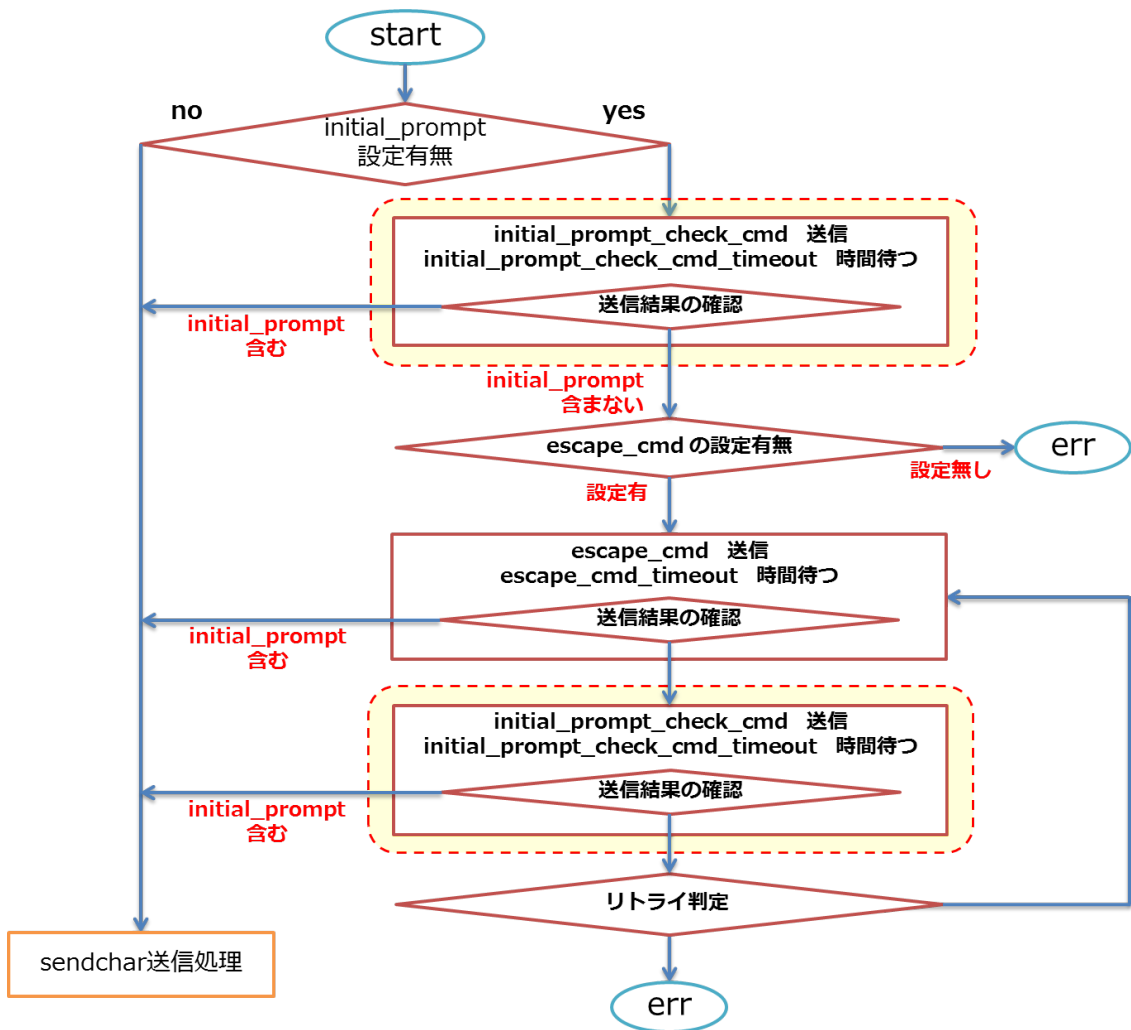 start
no
yes
initial_prompt
設定有無
initial_prompt_check_cmd 送信
initial_prompt_check_cmd_timeout 時間待つ
送信結果の確認
initial_prompt
含む
initial_prompt
含まない
escape_cmd の設定有無
err
設定無し
設定有
escape_cmd 送信
escape_cmd_timeout 時間待つ
送信結果の確認
initial_prompt
含む
initial_prompt_check_cmd 送信
initial_prompt_check_cmd_timeout 時間待つ
送信結果の確認
initial_prompt
含む
リトライ判定
sendchar送信処理
err